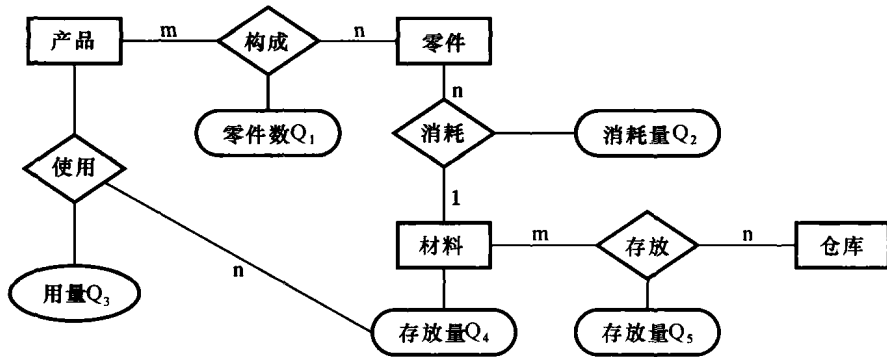 产品
m
构成
n
零件
零件数Q₁
n
消耗
消耗量Q₂
使用
1
材料
m
存放
n
仓库
用量Q₃
n
存放量Q₄
存放量Q₅